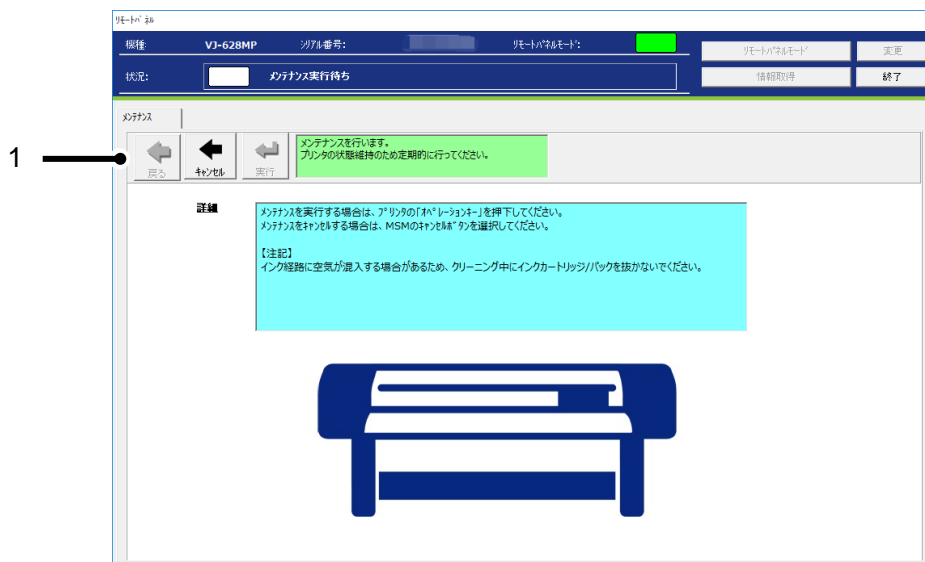 リモートパネル
機種: VJ-628MP シリアル番号: リモートパネルモード: リモートパネルモード 変更
状況: メンテナンス実行待ち 情報取得 終了
メンテナンス
1
戻る キャンセル 実行
メンテナンスを行います。
プリンタの状態維持のため定期的に行ってください。
詳細
メンテナンスを実行する場合は、プリンタの「オペレーションキー」を押下してください。
メンテナンスをキャンセルする場合は、MSMのキャンセルボタンを選択してください。
【注記】
インク経路に空気が混入する場合があるため、クリーニング中にインクカートリッジ/パックを抜かないでください。